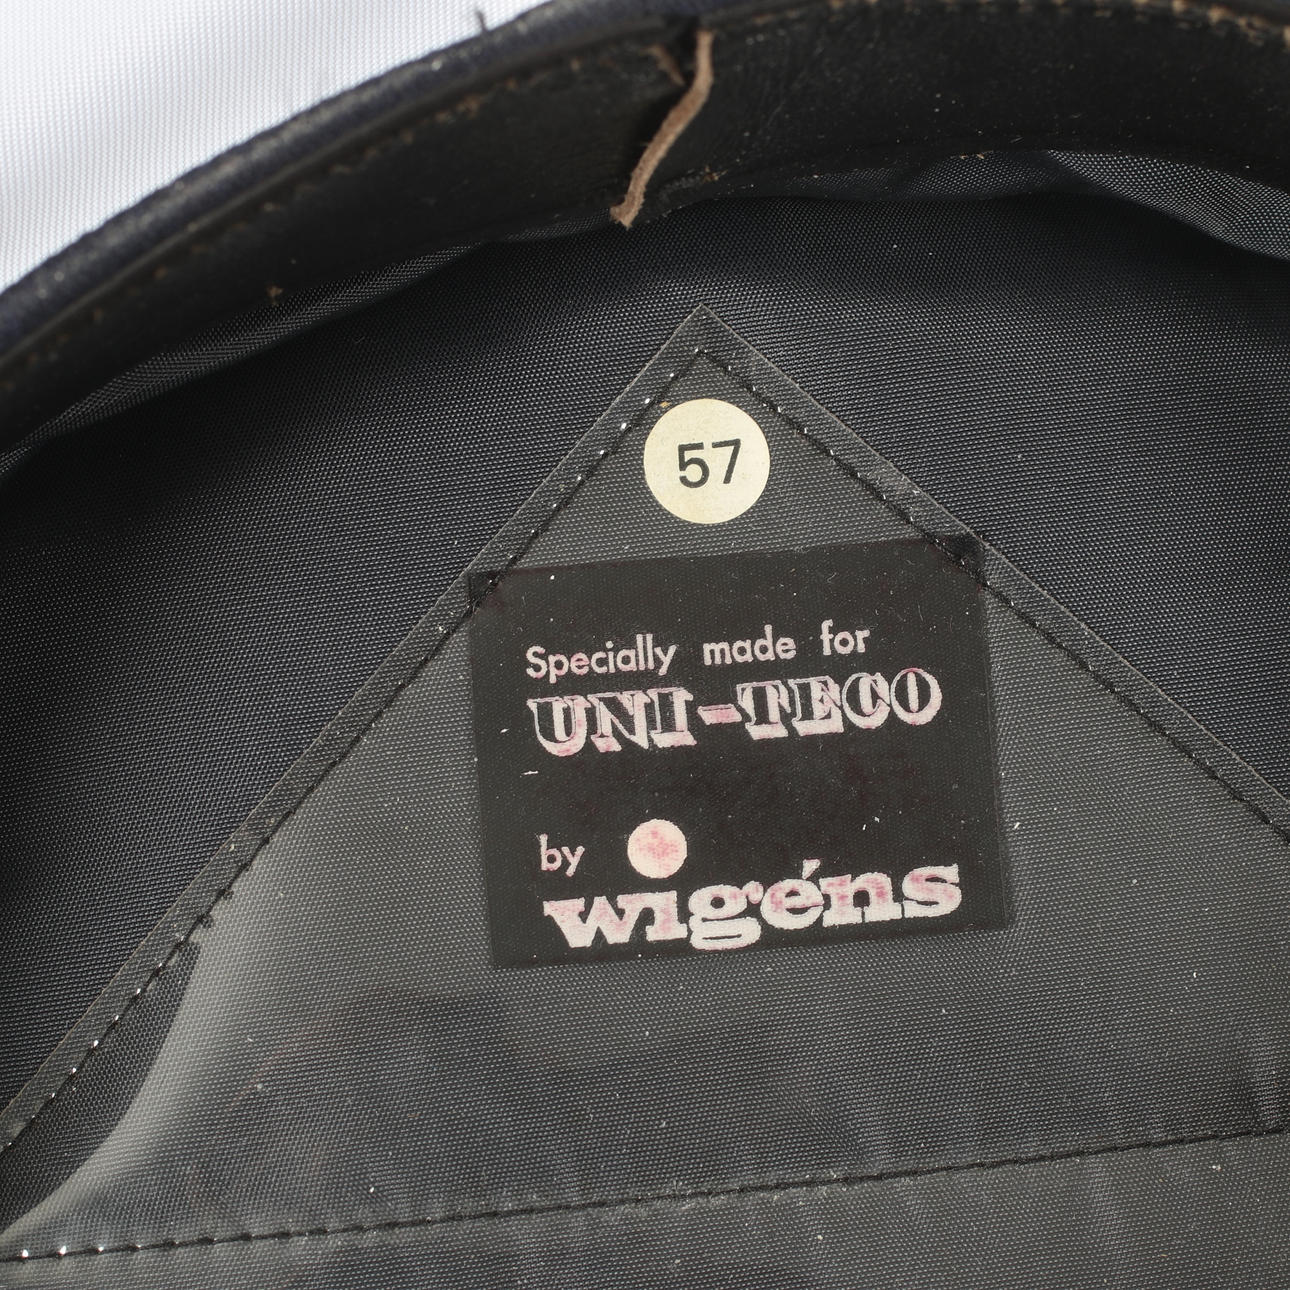 57
Specially made for
UNI-TECO
by
wigéns